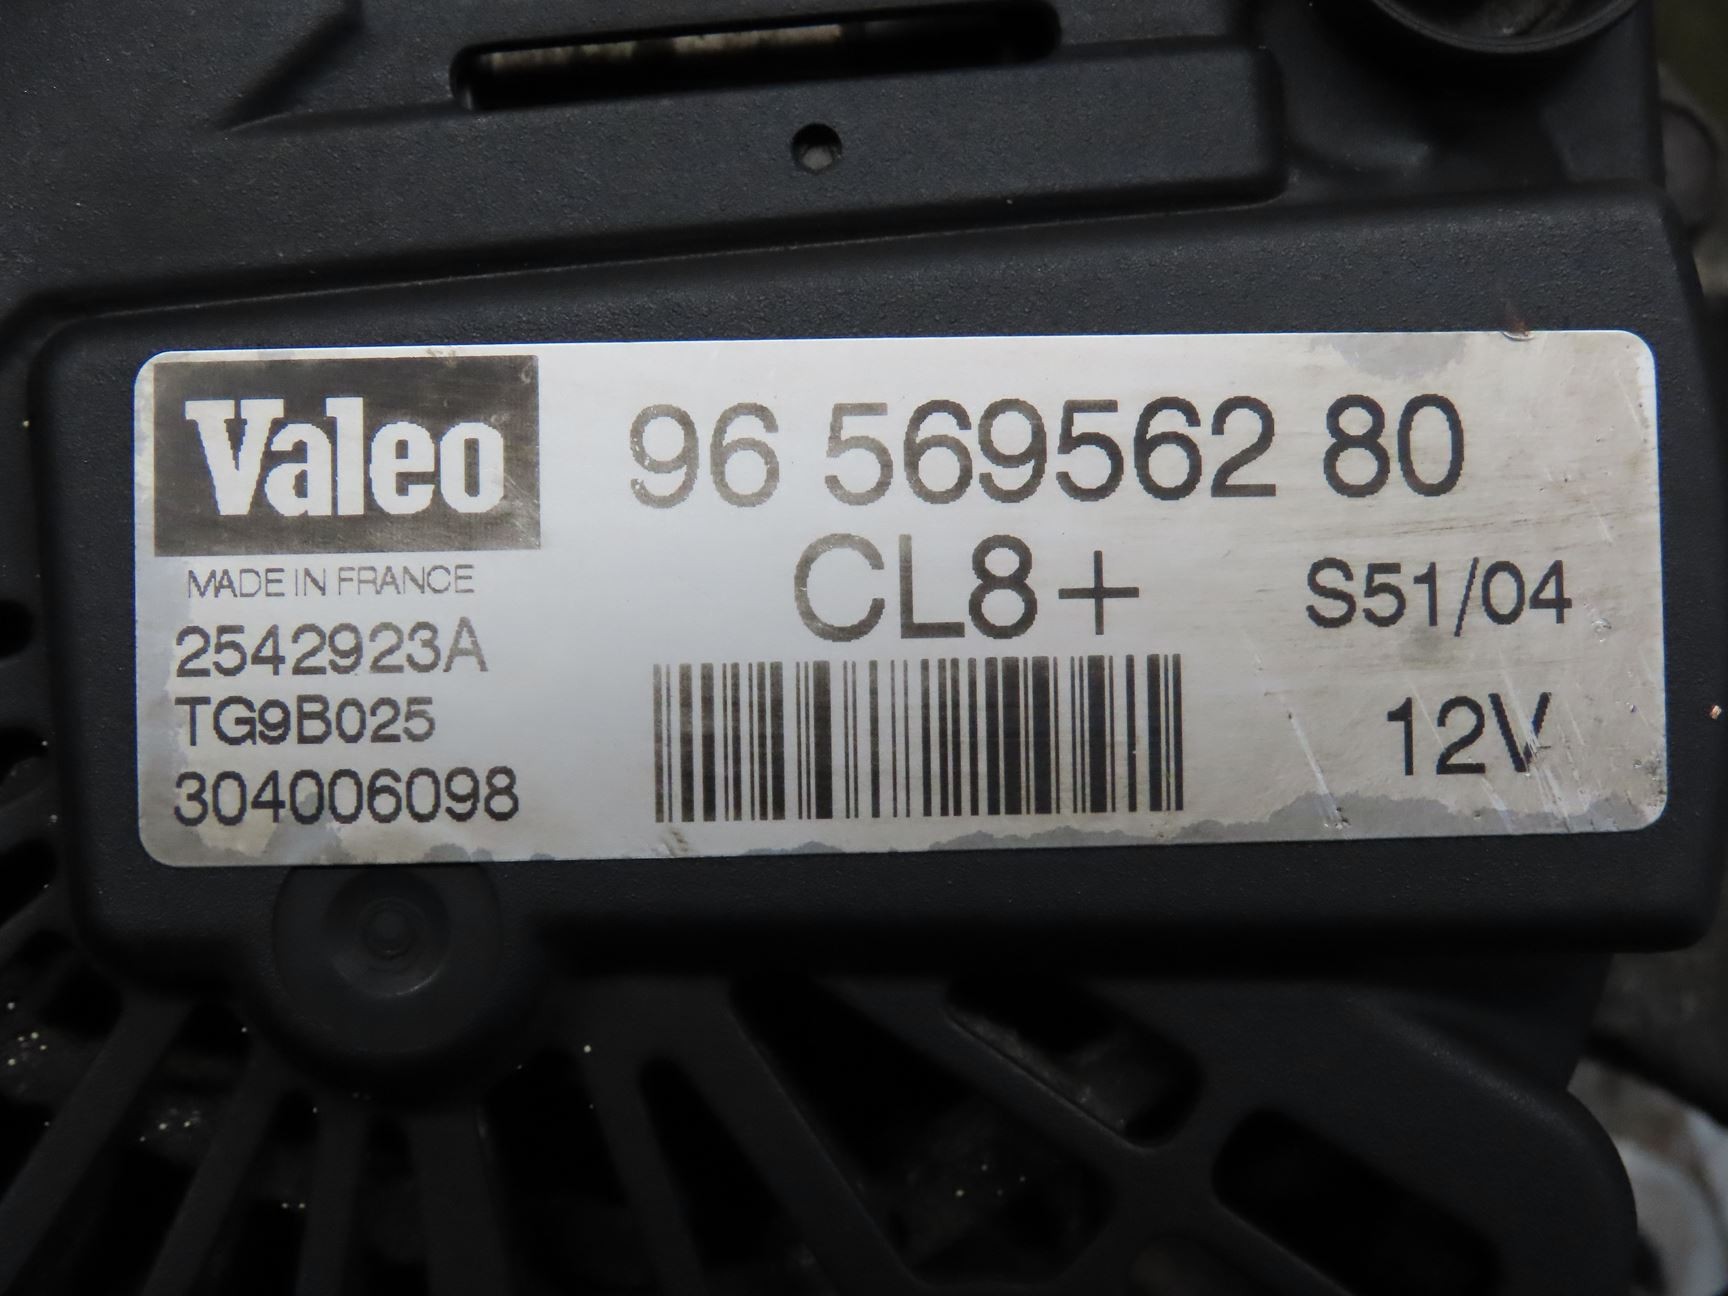 Valeo
MADE IN FRANCE
2542923A
TG9B025
304006098
96 569562 80
CL8+
S51/04
12V